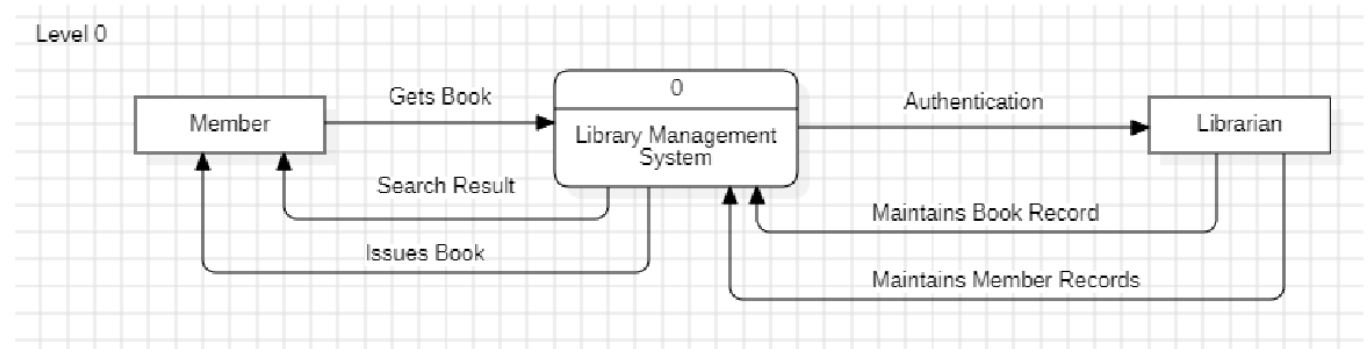 Level 0
Gets Book
0
Authentication
Member
Library Management
System
Librarian
Search Result
Maintains Book Record
Issues Book
Maintains Member Records